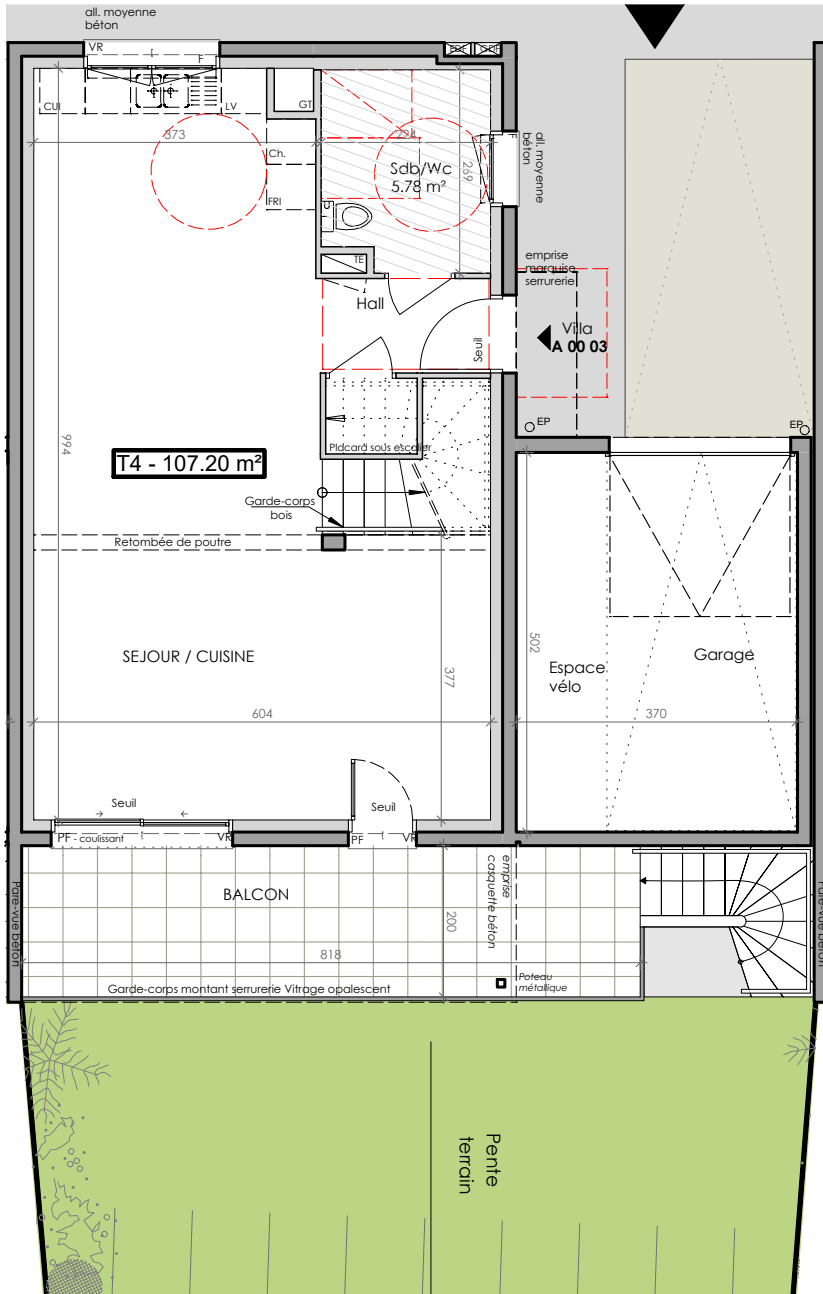 all. moyenne
béton
VR
F
EDF
GDF
CUI
LV
GT
373
224
Ch.
FRI
Sdb/Wc
5.78 m²
269
F
all. moyenne
béton
TE
Hall
emprise
marquise
serrurerie
Villa
A 00 03
Seuil
EP
EP
Placard sous escalier
994
T4 - 107.20 m²
Garde-corps
bois
Retombée de poutre
SEJOUR / CUISINE
377
502
Espace
vélo
Garage
604
370
Seuil
Seuil
PF - coulissant
VR
PF
VR
BALCON
emprise
casquette béton
200
818
Pare-vue béton
Pare-vue béton
Poteau
métallique
Garde-corps montant serrurerie Vitrage opalescent
Pente
terrain